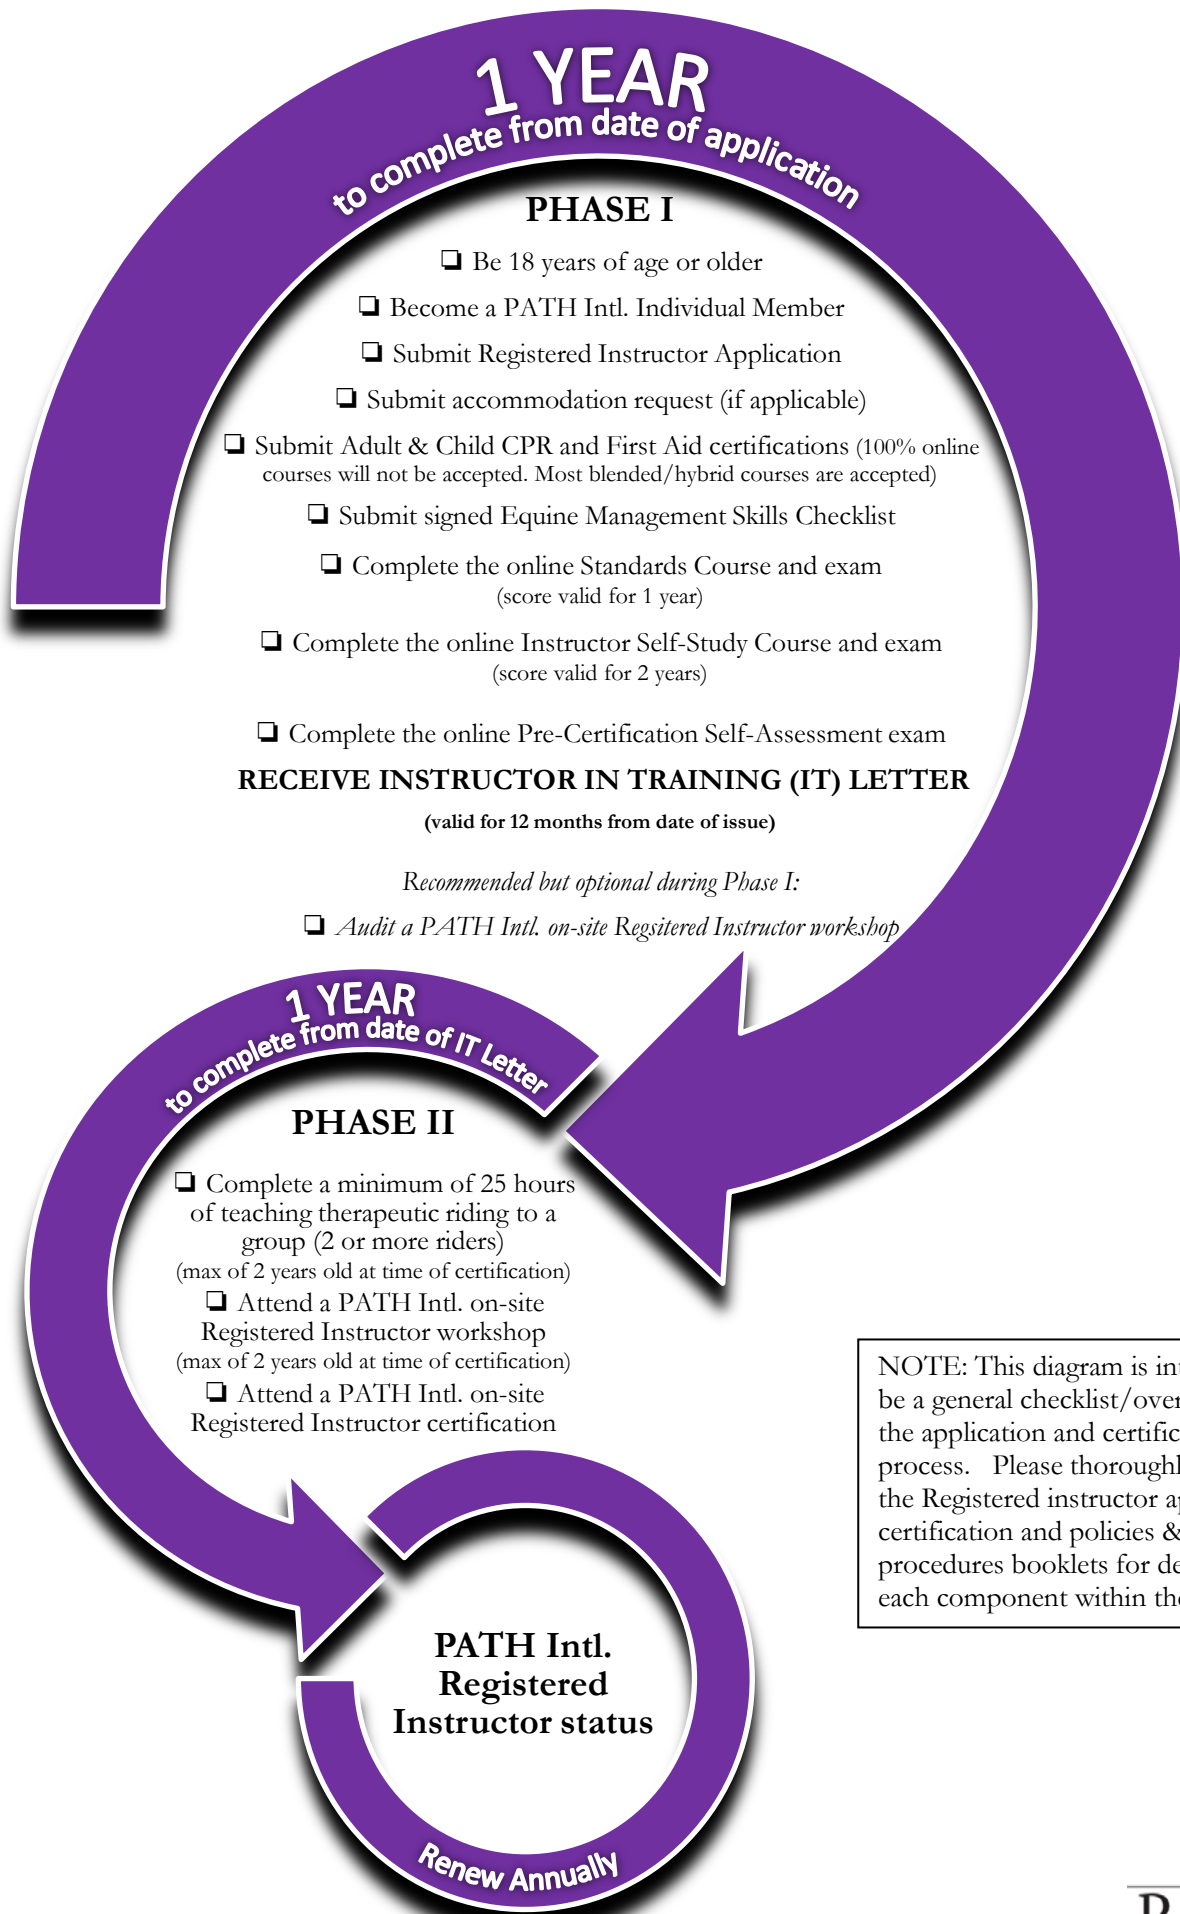 1 YEAR
to complete from date of application
PHASE I
❏ Be 18 years of age or older
❏ Become a PATH Intl. Individual Member
❏ Submit Registered Instructor Application
❏ Submit accommodation request (if applicable)
❏ Submit Adult & Child CPR and First Aid certifications (100% online
courses will not be accepted. Most blended/hybrid courses are accepted)
❏ Submit signed Equine Management Skills Checklist
❏ Complete the online Standards Course and exam
(score valid for 1 year)
❏ Complete the online Instructor Self-Study Course and exam
(score valid for 2 years)
❏ Complete the online Pre-Certification Self-Assessment exam
RECEIVE INSTRUCTOR IN TRAINING (IT) LETTER
(valid for 12 months from date of issue)
Recommended but optional during Phase I:
❏ Audit a PATH Intl. on-site Regsitered Instructor workshop
1 YEAR
to complete from date of IT Letter
PHASE II
❏ Complete a minimum of 25 hours
of teaching therapeutic riding to a
group (2 or more riders)
(max of 2 years old at time of certification)
❏ Attend a PATH Intl. on-site
Registered Instructor workshop
(max of 2 years old at time of certification)
❏ Attend a PATH Intl. on-site
Registered Instructor certification
NOTE: This diagram is
be a general
the application and
process. Please
the Registered instructor
certification and policies &
procedures booklets for
each component within
PATH Intl.
Registered
Instructor status
Renew Annually